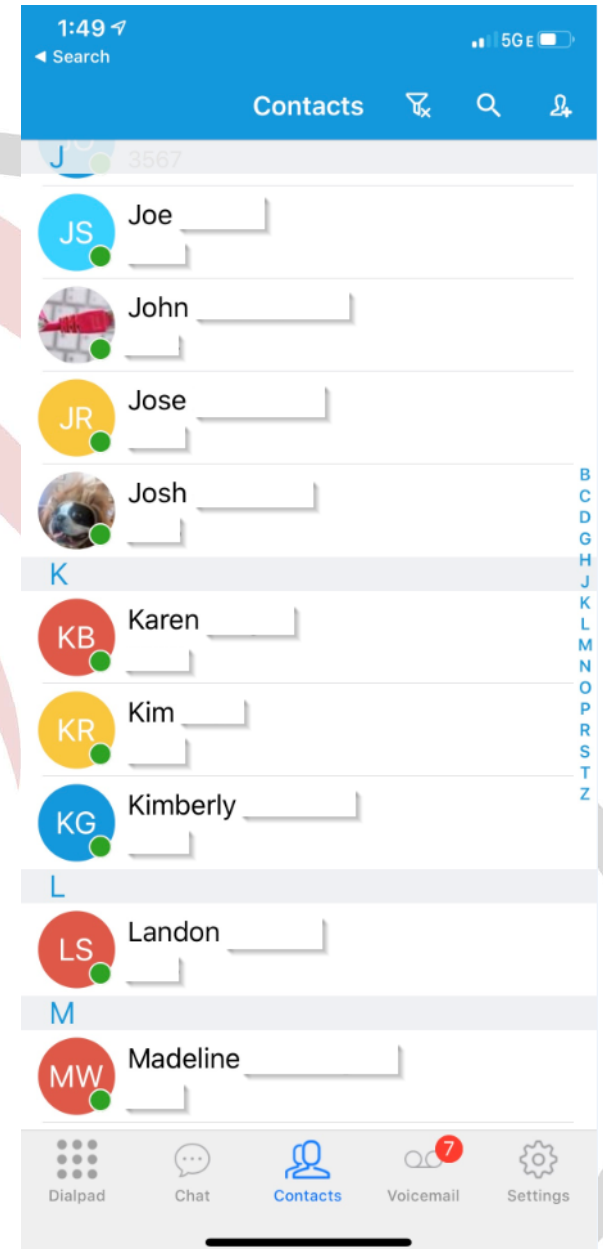 1:49
5G E
◀ Search
Contacts
J
3567
JS
Joe
John
JR
Jose
Josh
K
KB
Karen
KR
Kim
KG
Kimberly
L
LS
Landon
M
MW
Madeline
B
C
D
G
H
J
K
L
M
N
O
P
R
S
T
Z
7
Dialpad
Chat
Contacts
Voicemail
Settings